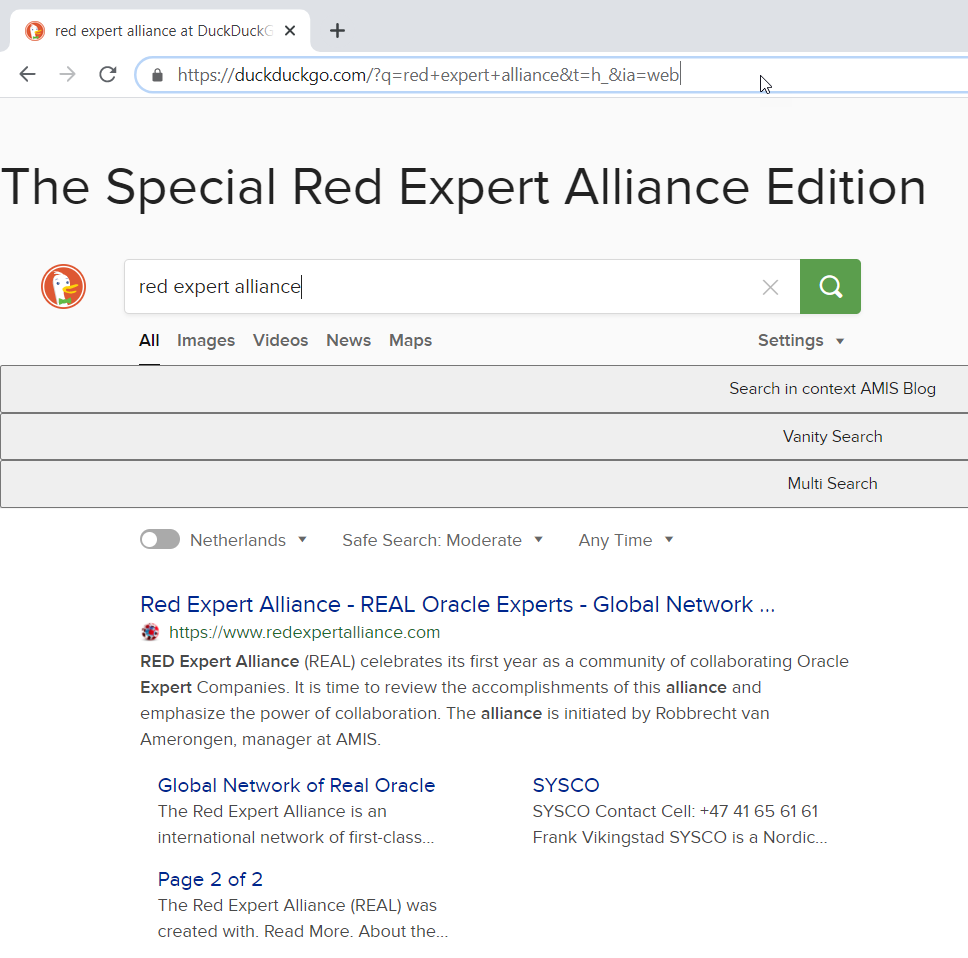 red expert alliance at DuckDuckG
https://duckduckgo.com/?q=red+expert+alliance&t=h_&ia=web
The Special Red Expert Alliance Edition
red expert alliance
All Images Videos News Maps Settings
Search in context AMIS Blog
Vanity Search
Multi Search
Netherlands Safe Search: Moderate Any Time
Red Expert Alliance - REAL Oracle Experts - Global Network ...
https://www.redexpertalliance.com
RED Expert Alliance (REAL) celebrates its first year as a community of collaborating Oracle
Expert Companies. It is time to review the accomplishments of this alliance and
emphasize the power of collaboration. The alliance is initiated by Robbrecht van
Amerongen, manager at AMIS.
Global Network of Real Oracle
The Red Expert Alliance is an
international network of first-class...
SYSCO
SYSCO Contact Cell: +47 41 65 61 61
Frank Vikingstad SYSCO is a Nordic...
Page 2 of 2
The Red Expert Alliance (REAL) was
created with. Read More. About the...